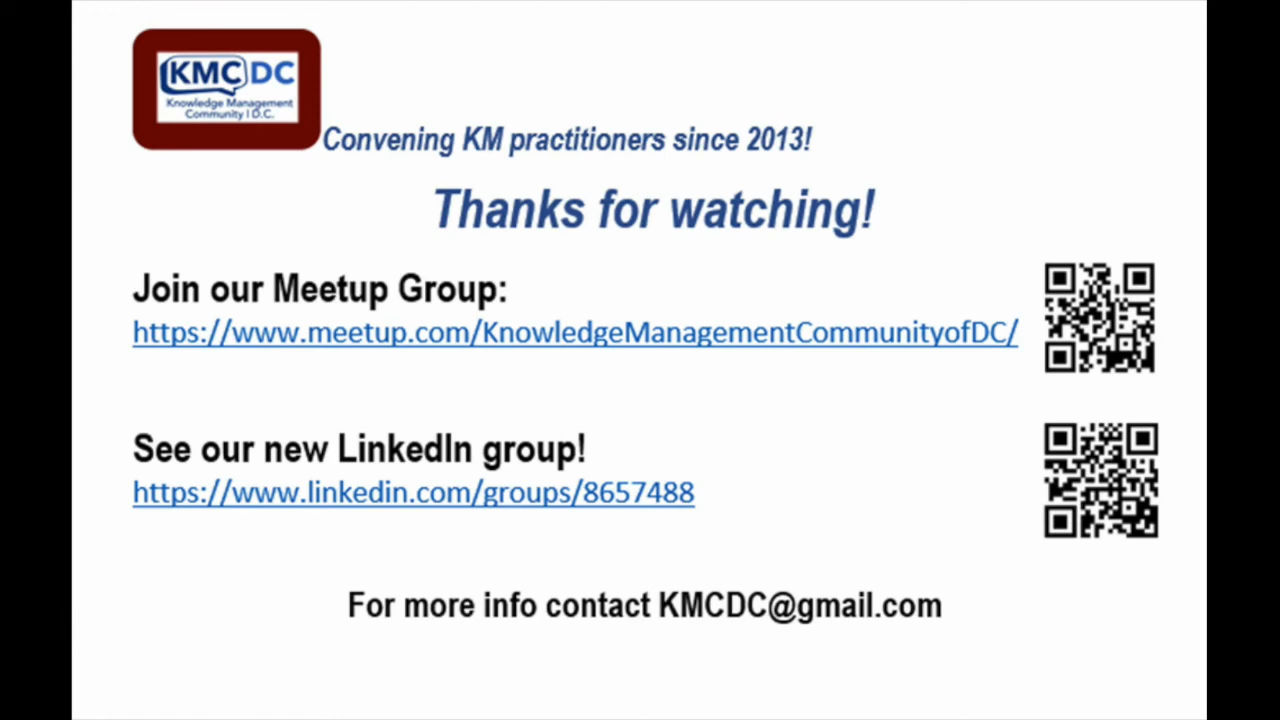 KMC DC
Knowledge Management
Community | D.C.
Convening KM practitioners since 2013!
Thanks for watching!
Join our Meetup Group:
https://www.meetup.com/KnowledgeManagementCommunityofDC/
See our new LinkedIn group!
https://www.linkedin.com/groups/8657488
For more info contact KMCDC@gmail.com